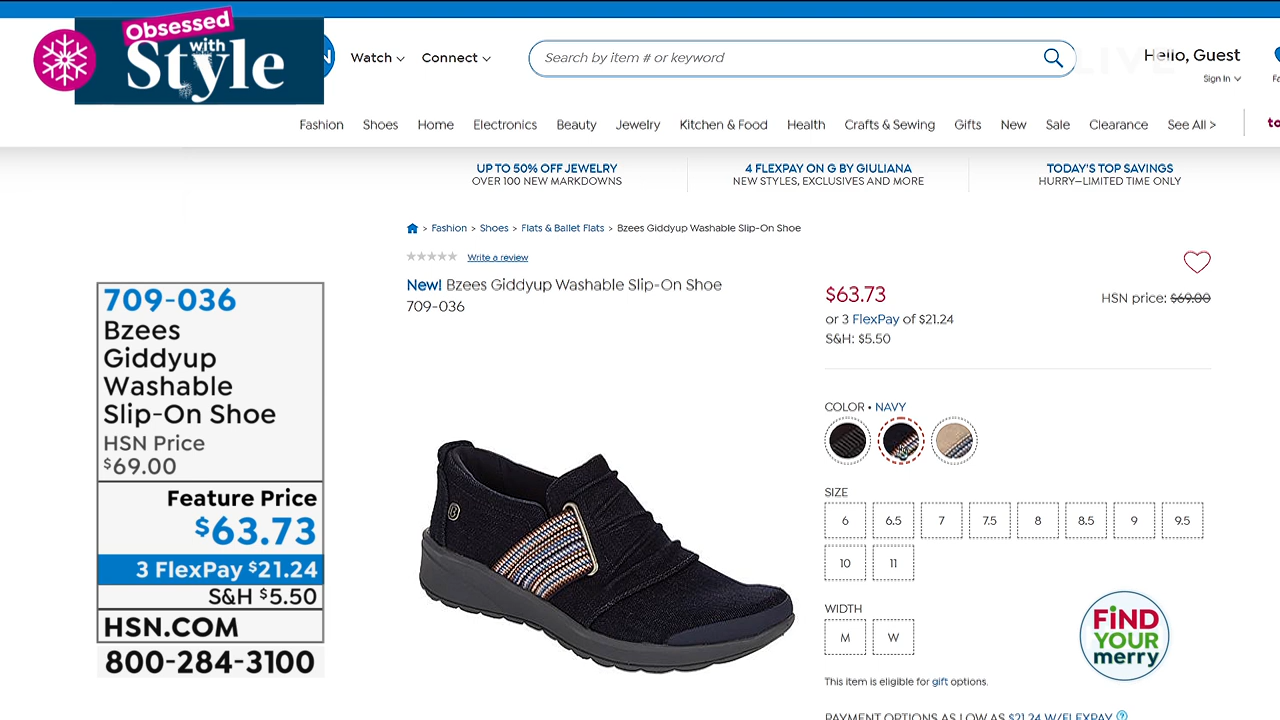 Obsessed
with
Style
N
Watch
Connect
Search by item # or keyword
LIVE
Hello, Guest
Sign In
Fa
Fashion
Shoes
Home
Electronics
Beauty
Jewelry
Kitchen & Food
Health
Crafts & Sewing
Gifts
New
Sale
Clearance
See All >
to
UP TO 50% OFF JEWELRY
OVER 100 NEW MARKDOWNS
4 FLEXPAY ON G BY GIULIANA
NEW STYLES, EXCLUSIVES AND MORE
TODAY'S TOP SAVINGS
HURRY—LIMITED TIME ONLY
> Fashion > Shoes > Flats & Ballet Flats > Bzees Giddyup Washable Slip-On Shoe
Write a review
New! Bzees Giddyup Washable Slip-On Shoe
709-036
$63.73
HSN price: $69.00
or 3 FlexPay of $21.24
S&H: $5.50
COLOR • NAVY
SIZE
6
6.5
7
7.5
8
8.5
9
9.5
10
11
WIDTH
M
W
This item is eligible for gift options.
PAYMENT OPTIONS AS LOW AS $21.24 W/FLEXPAY ?
709-036
Bzees
Giddyup
Washable
Slip-On Shoe
HSN Price
$69.00
Feature Price
$63.73
3 FlexPay $21.24
S&H $5.50
HSN.COM
800-284-3100
B
FiND
YOUR
merry